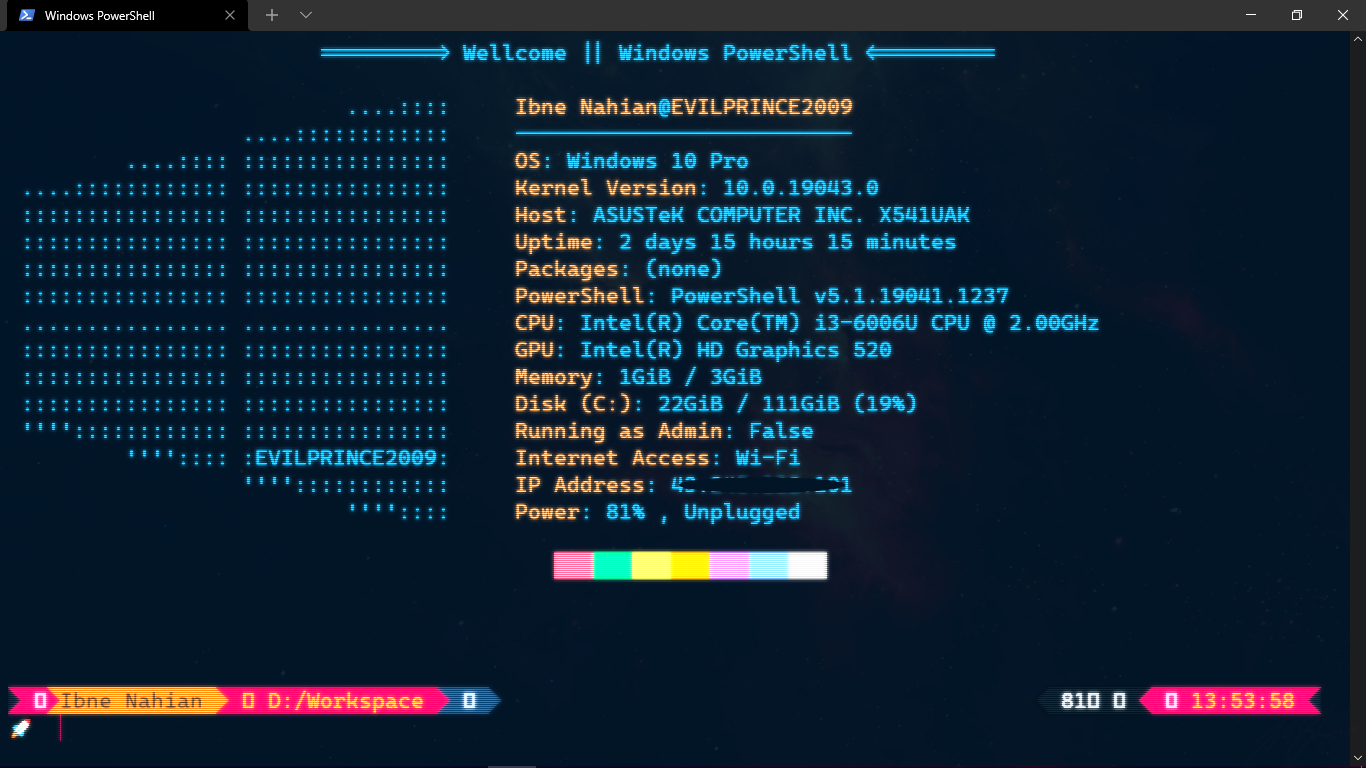 Windows PowerShell
Wellcome || Windows PowerShell
Ibne Nahian@EVILPRINCE2009
OS: Windows 10 Pro
Kernel Version: 10.0.19043.0
Host: ASUSTeK COMPUTER INC. X541UAK
Uptime: 2 days 15 hours 15 minutes
Packages: (none)
PowerShell: PowerShell v5.1.19041.1237
CPU: Intel(R) Core(TM) i3-6006U CPU @ 2.00GHz
GPU: Intel(R) HD Graphics 520
Memory: 1GiB / 3GiB
Disk (C:): 22GiB / 111GiB (19%)
Running as Admin: False
:EVILPRINCE2009: Internet Access: Wi-Fi
IP Address:
Power: 81% , Unplugged
Ibne Nahian D:/Workspace 81 13:53:58